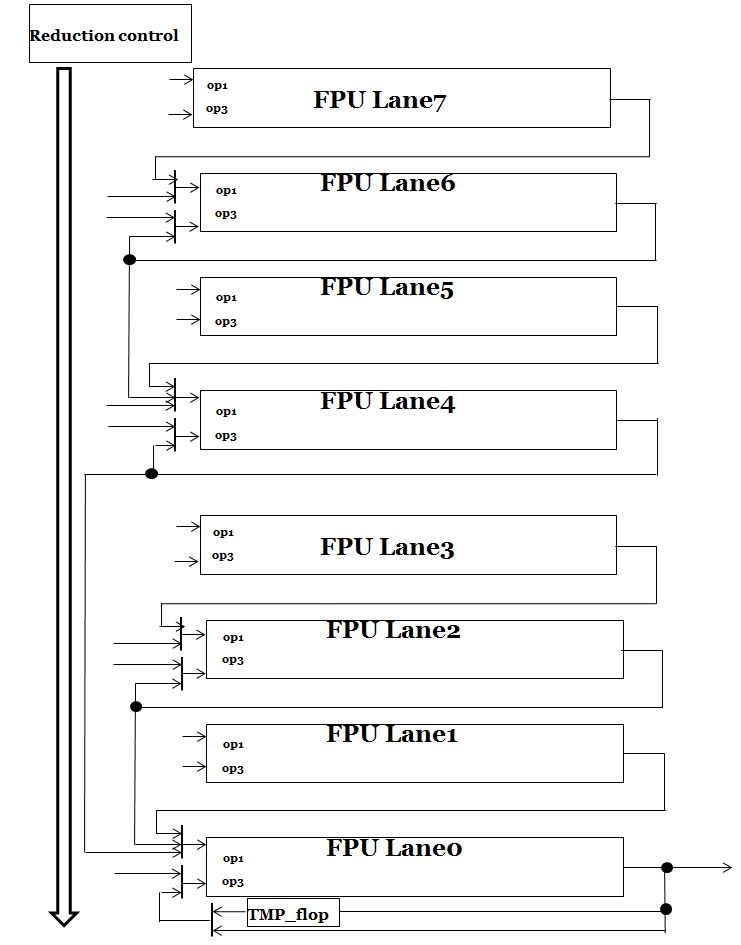 Reduction control
op1
FPU Lane7
op3
FPU Lane6
op1
op3
FPU Lane5
op1
op3
FPU Lane4
op1
op3
op1
FPU Lane3
op3
FPU Lane2
op1
op3
FPU Lane1
op1
op3
FPU Lane0
op1
op3
TMP_flop